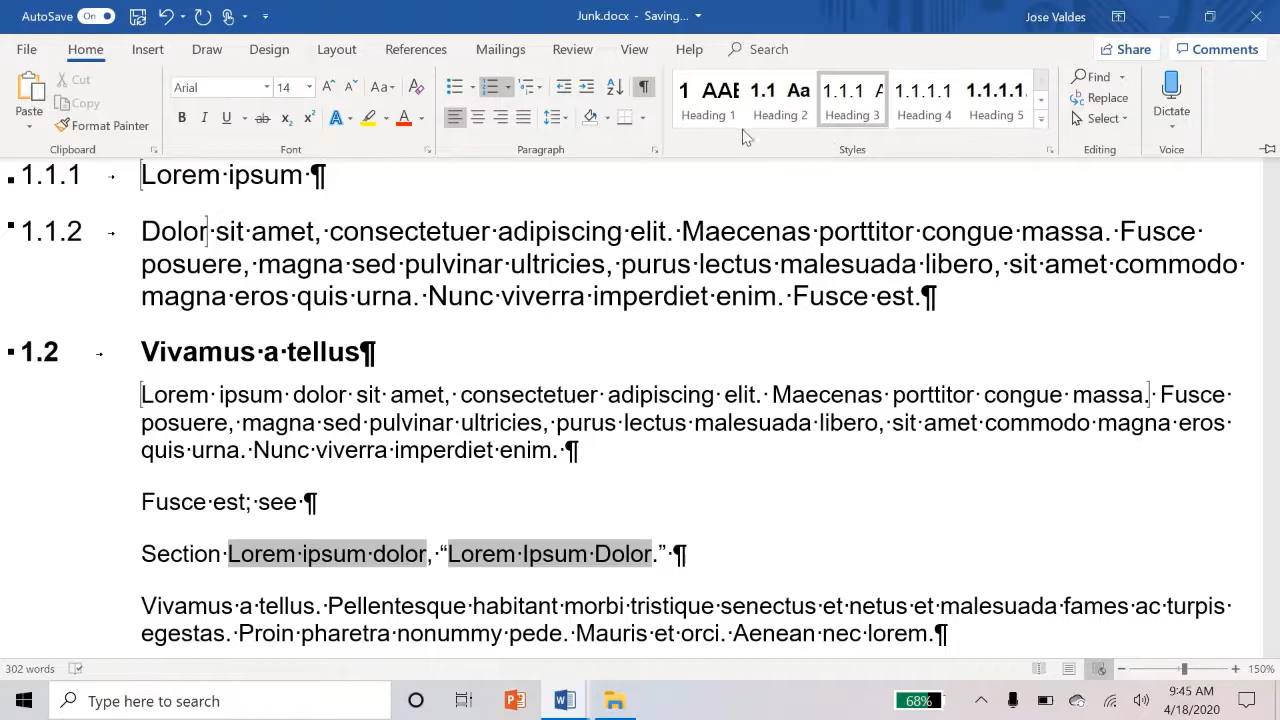 AutoSave On
Junk.docx - Saving...
Jose Valdes
File Home Insert Draw Design Layout References Mailings Review View Help Search Share Comments
Paste
Cut
Copy
Format Painter
Clipboard
Arial 14
Aa
B I U ab x₂ x² A A
Font
Paragraph
1 AAB
Heading 1
1.1 Aa
Heading 2
1.1.1 A
Heading 3
1.1.1.1
Heading 4
1.1.1.1.
Heading 5
Styles
Find
Replace
Select
Editing
Dictate
Voice
1.1.1 → Lorem·ipsum·¶
1.1.2 → Dolor·sit·amet,·consectetuer·adipiscing·elit.·Maecenas·porttitor·congue·massa.·Fusce·
posuere,·magna·sed·pulvinar·ultricies,·purus·lectus·malesuada·libero,·sit·amet·commodo·
magna·eros·quis·urna.·Nunc·viverra·imperdiet·enim.·Fusce·est.¶
1.2 → Vivamus·a·tellus¶
Lorem·ipsum·dolor·sit·amet,·consectetuer·adipiscing·elit.·Maecenas·porttitor·congue·massa.·Fusce·
posuere,·magna·sed·pulvinar·ultricies,·purus·lectus·malesuada·libero,·sit·amet·commodo·magna·eros·
quis·urna.·Nunc·viverra·imperdiet·enim.·¶
Fusce·est;·see·¶
Section·Lorem·ipsum·dolor,·“Lorem·Ipsum·Dolor.”·¶
Vivamus·a·tellus.·Pellentesque·habitant·morbi·tristique·senectus·et·netus·et·malesuada·fames·ac·turpis·
egestas.·Proin·pharetra·nonummy·pede.·Mauris·et·orci.·Aenean·nec·lorem.¶
302 words
150%
Type here to search
68%
9:45 AM
4/18/2020